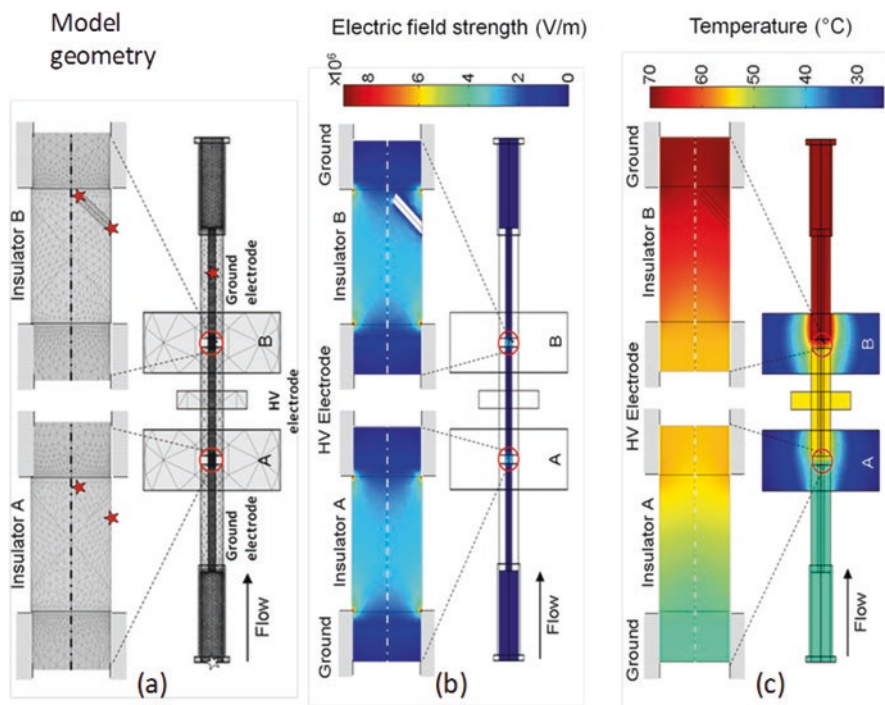 Model
geometry
Insulator B
Insulator A
Ground
electrode
B
HV
electrode
A
Ground
electrode
Flow
(a)
Electric field strength (V/m)
x10⁶
8
6
4
2
0
Ground
Insulator B
HV Electrode
Insulator A
Ground
B
A
Flow
(b)
Temperature (°C)
70
60
55
40
30
Ground
Insulator B
HV Electrode
Insulator A
Ground
B
A
Flow
(c)